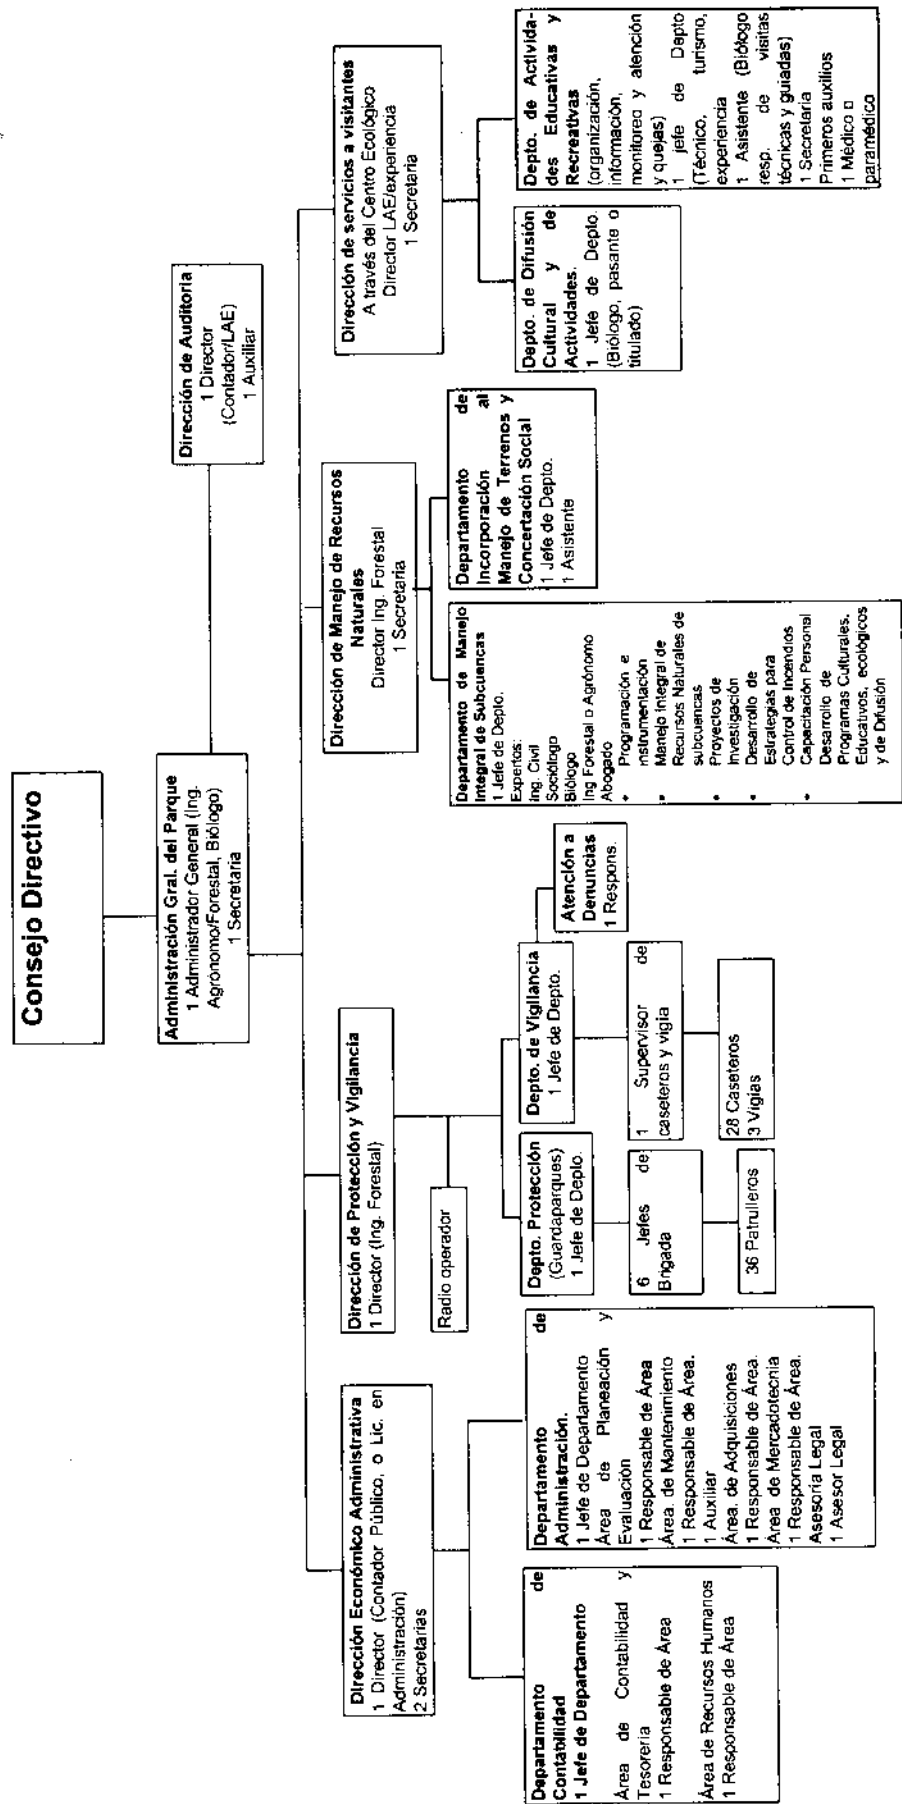 Consejo Directivo
Administración Gral. del Parque
1 Administrador General (Ing.
Agrónomo/Forestal, Biólogo)
1 Secretaria
Dirección de Auditoria
1 Director
(Contador/LAE)
1 Auxiliar
Dirección Económico Administrativa
1 Director (Contador Público, o Lic. en
Administración)
2 Secretarias
Dirección de Protección y Vigilancia
1 Director (Ing. Forestal)
Dirección de Manejo de Recursos
Naturales
Director Ing. Forestal
1 Secretaria
Dirección de servicios a visitantes
A través del Centro Ecológico
Director LAE/experiencia
1 Secretaria
Radio operador
Departamento de
Contabilidad
1 Jefe de Departamento
Área de Contabilidad y
Tesorería
1 Responsable de Área
Área de Recursos Humanos
1 Responsable de Área
Departamento de
Administración.
1 Jefe de Departamento
Área de Planeación y
Evaluación
1 Responsable de Área
Área. de Mantenimiento
1 Responsable de Área.
1 Auxiliar
Área. de Adquisiciones
1 Responsable de Área.
Área de Mercadotecnia
1 Responsable de Área.
Asesoría Legal
1 Asesor Legal
Depto. Protección
(Guardaparques)
1 Jefe de Depto.
6 Jefes de
Brigada
36 Patrulleros
Depto. de Vigilancia
1 Jefe de Depto.
1 Supervisor de
caseteros y vigia
28 Caseteros
3 Vigias
Atención a
Denuncias
1 Respons.
Departamento de Manejo
Integral de Subcuencas
1 Jefe de Depto.
Expertos:
Ing. Civil
Sociólogo
Biólogo
Ing Forestal o Agrónomo
Abogado
• Programación e
instrumentación
• Manejo Integral de
Recursos Naturales de
subcuencas
• Proyectos de
Investigación
• Desarrollo de
Estrategias para
Control de Incendios
• Capacitación Personal
Desarrollo de
Programas Culturales,
Educativos, ecológicos
y de Difusión
Departamento de
Incorporación al
Manejo de Terrenos y
Concertación Social
1 Jefe de Depto.
1 Asistente
Depto. de Difusión
Cultural y de
Actividades.
1 Jefe de Depto.
(Biólogo, pasante o
titulado)
Depto. de Activida-
des Educativas y
Recreativas
(organización,
información,
monitoreo y atención
y quejas)
1 jefe de Depto
(Técnico, turismo,
experiencia
1 Asistente (Biólogo
resp. de visitas
técnicas y guiadas)
1 Secretaria
Primeros auxilios
1 Médico o
paramédico